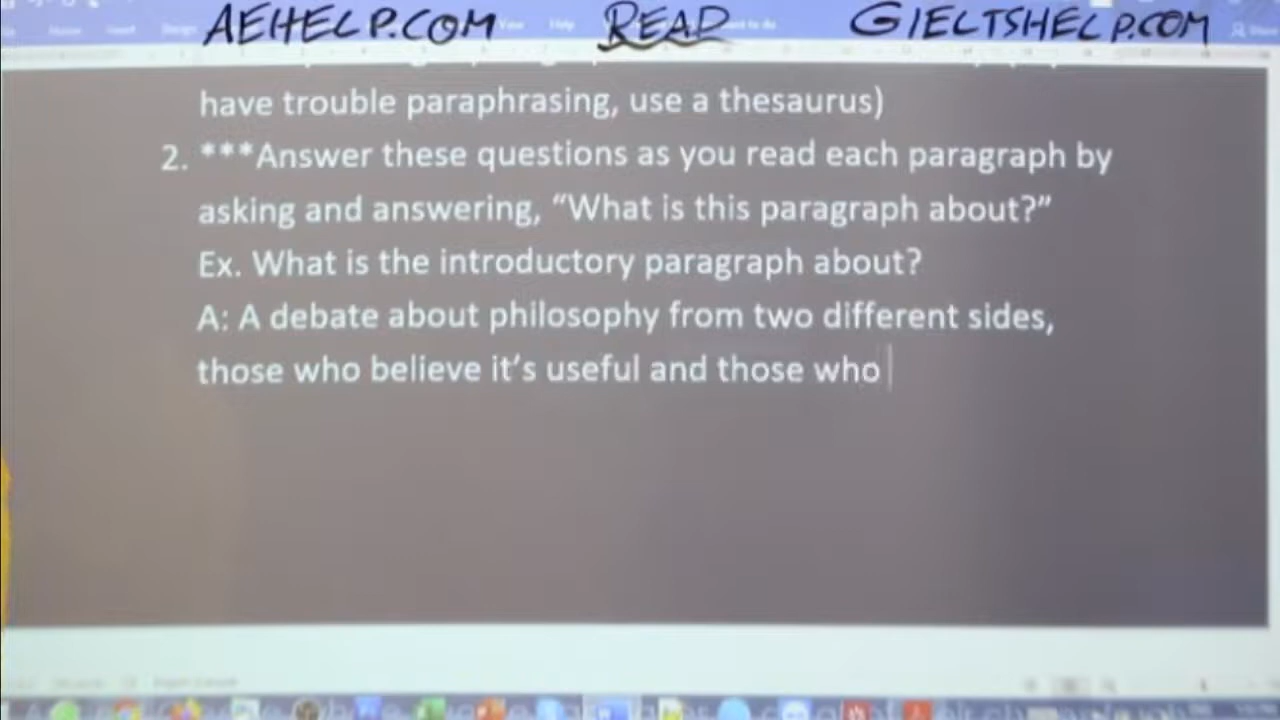 AEHELP.COM READ GIELTSHELP.COM
View Help
have trouble paraphrasing, use a thesaurus)
2. ***Answer these questions as you read each paragraph by
asking and answering, “What is this paragraph about?”
Ex. What is the introductory paragraph about?
A: A debate about philosophy from two different sides,
those who believe it’s useful and those who